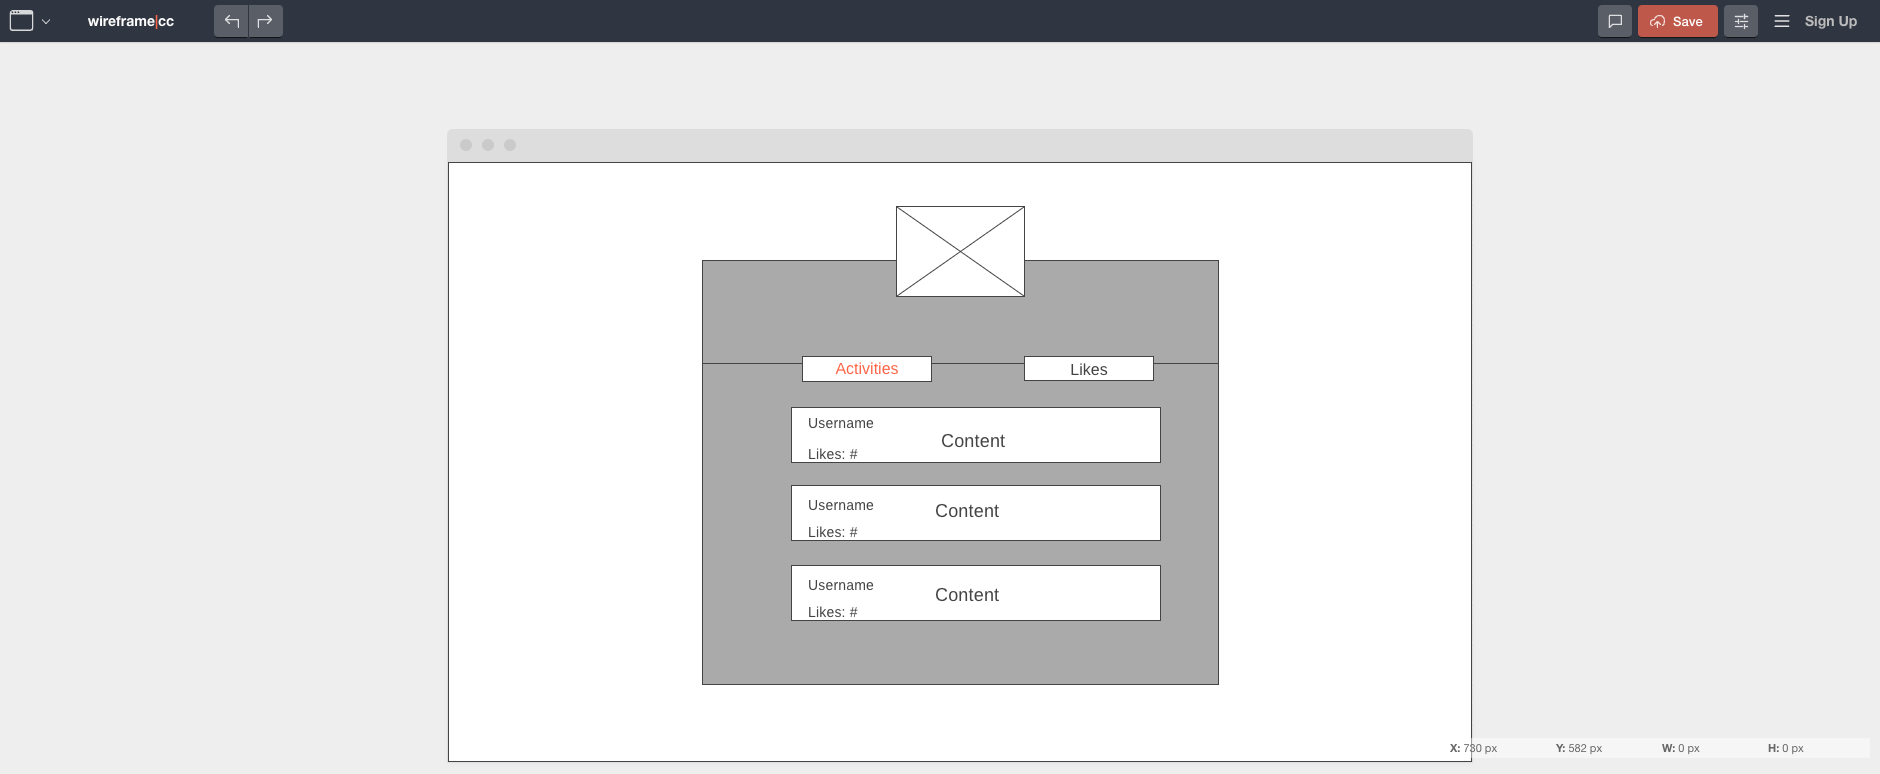 wireframe|cc
Save
Sign Up
Activities
Likes
Username
Content
Likes: #
Username
Content
Likes: #
Username
Content
Likes: #
X: 730 px Y: 582 px W: 0 px H: 0 px